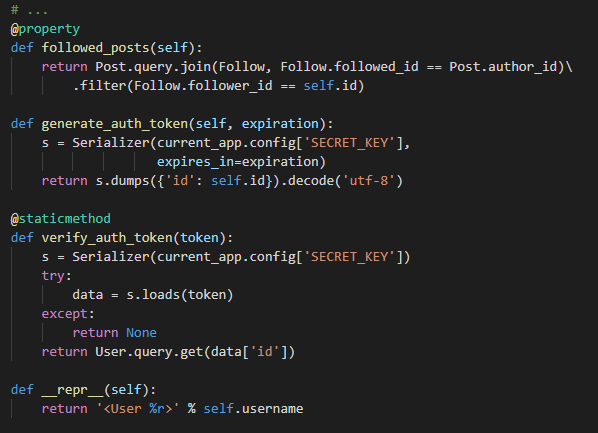 # ...
@property
def followed_posts(self):
    return Post.query.join(Follow, Follow.followed_id == Post.author_id)\
        .filter(Follow.follower_id == self.id)

def generate_auth_token(self, expiration):
    s = Serializer(current_app.config['SECRET_KEY'],
                   expires_in=expiration)
    return s.dumps({'id': self.id}).decode('utf-8')

@staticmethod
def verify_auth_token(token):
    s = Serializer(current_app.config['SECRET_KEY'])
    try:
        data = s.loads(token)
    except:
        return None
    return User.query.get(data['id'])

def __repr__(self):
    return '<User %r>' % self.username